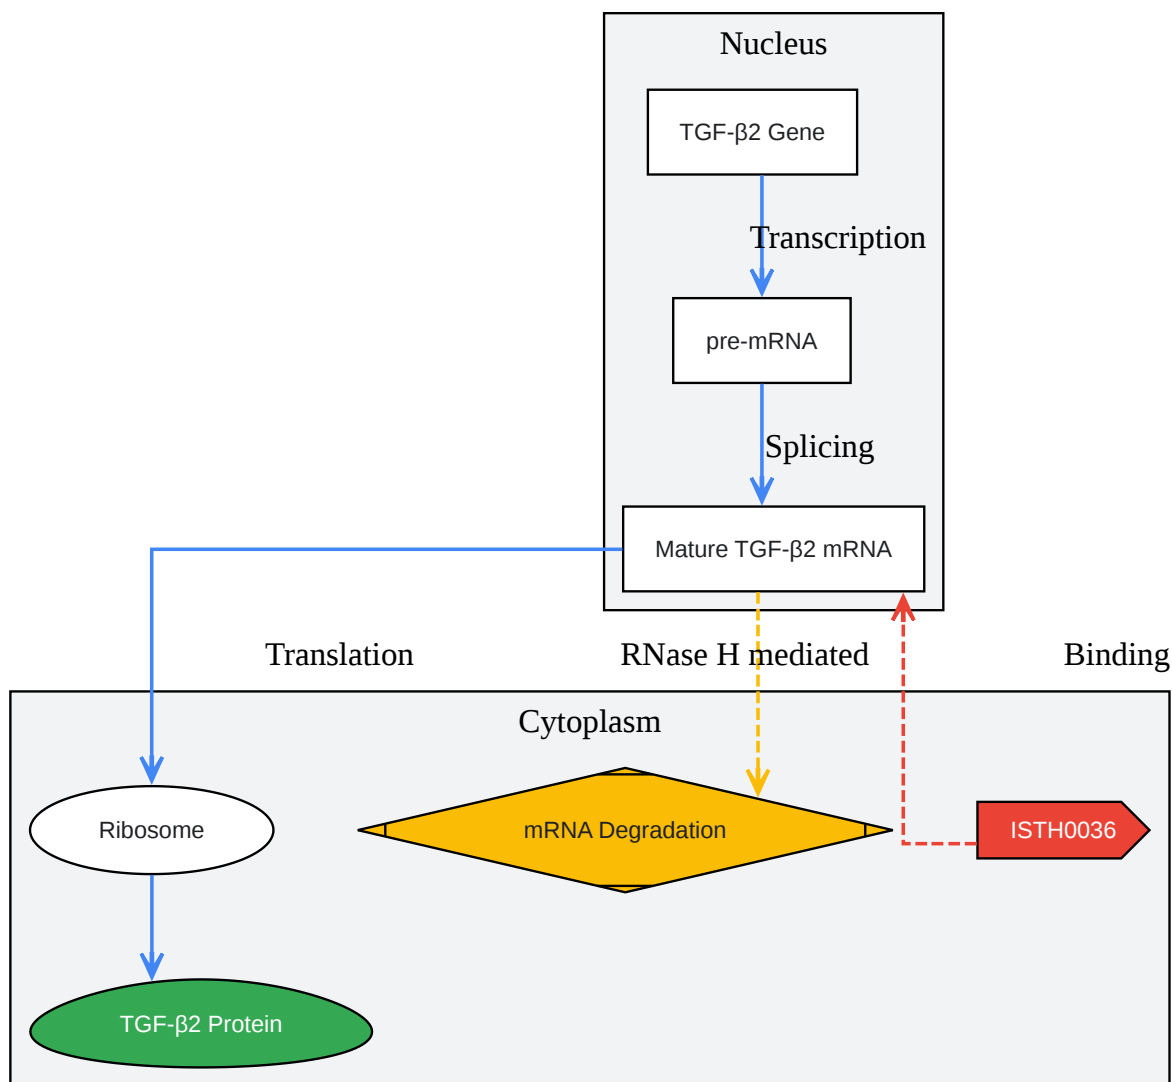 Nucleus
TGF-β2 Gene
Transcription
pre-mRNA
Splicing
Mature TGF-β2 mRNA
Translation
RNase H mediated
Binding
Cytoplasm
Ribosome
mRNA Degradation
ISTH0036
TGF-β2 Protein